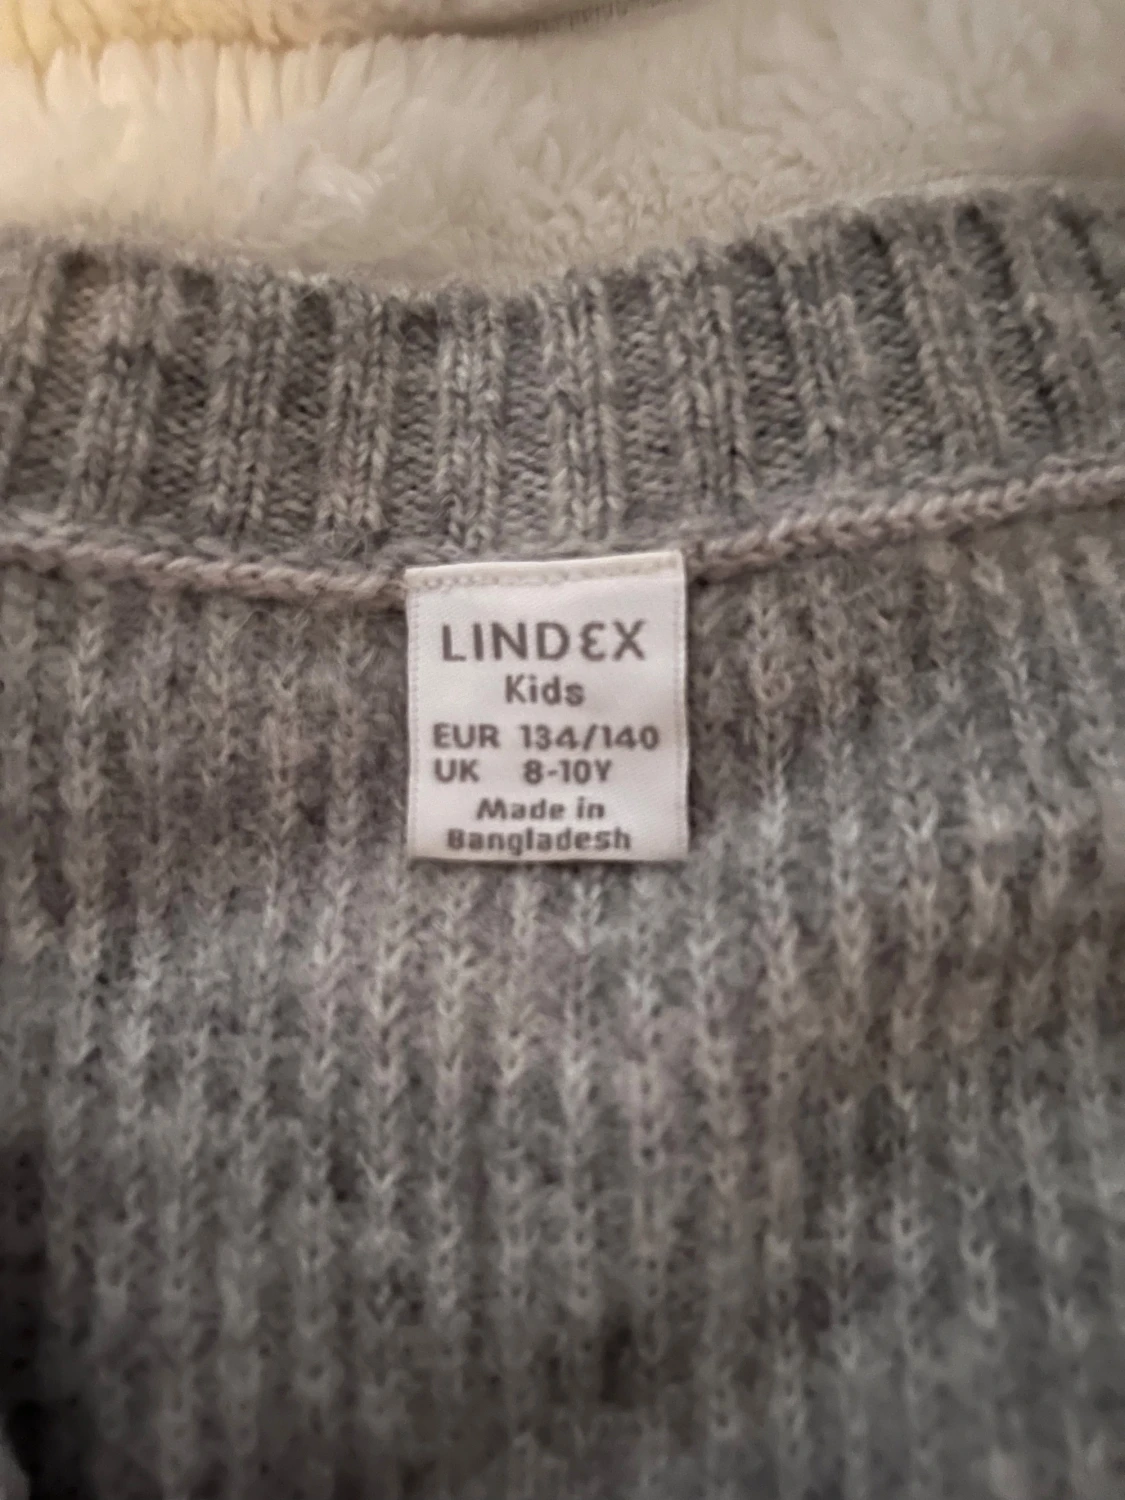 LINDEX
Kids
EUR 134/140
UK 8-10Y
Made in
Bangladesh